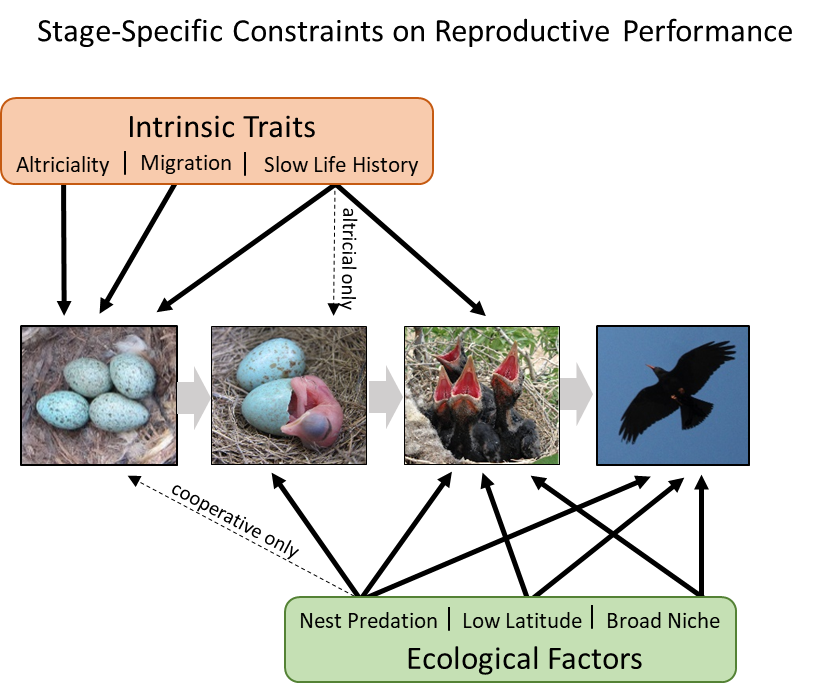 Stage-Specific Constraints on Reproductive Performance
Intrinsic Traits
Altriciality | Migration | Slow Life History
altricial only
cooperative only
Nest Predation | Low Latitude | Broad Niche
Ecological Factors